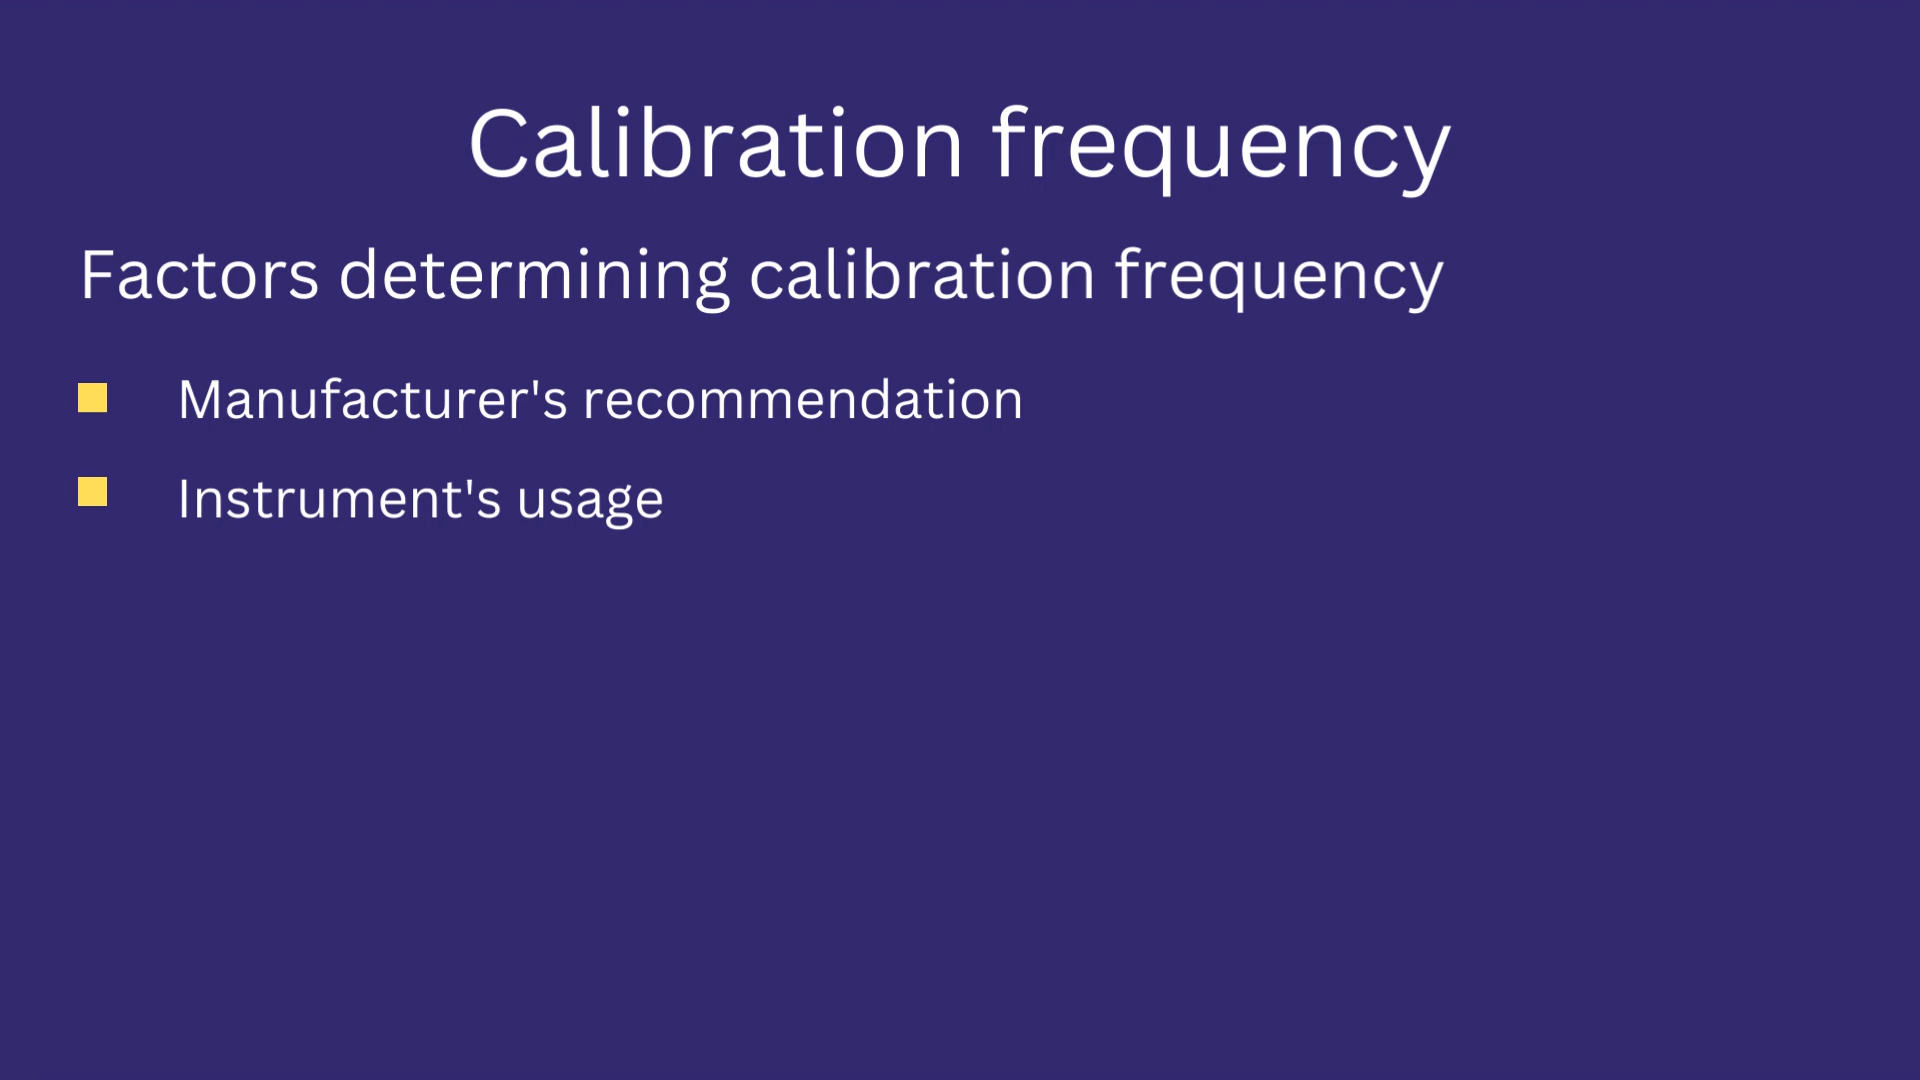 Calibration frequency
Factors determining calibration frequency
Manufacturer's recommendation
Instrument's usage